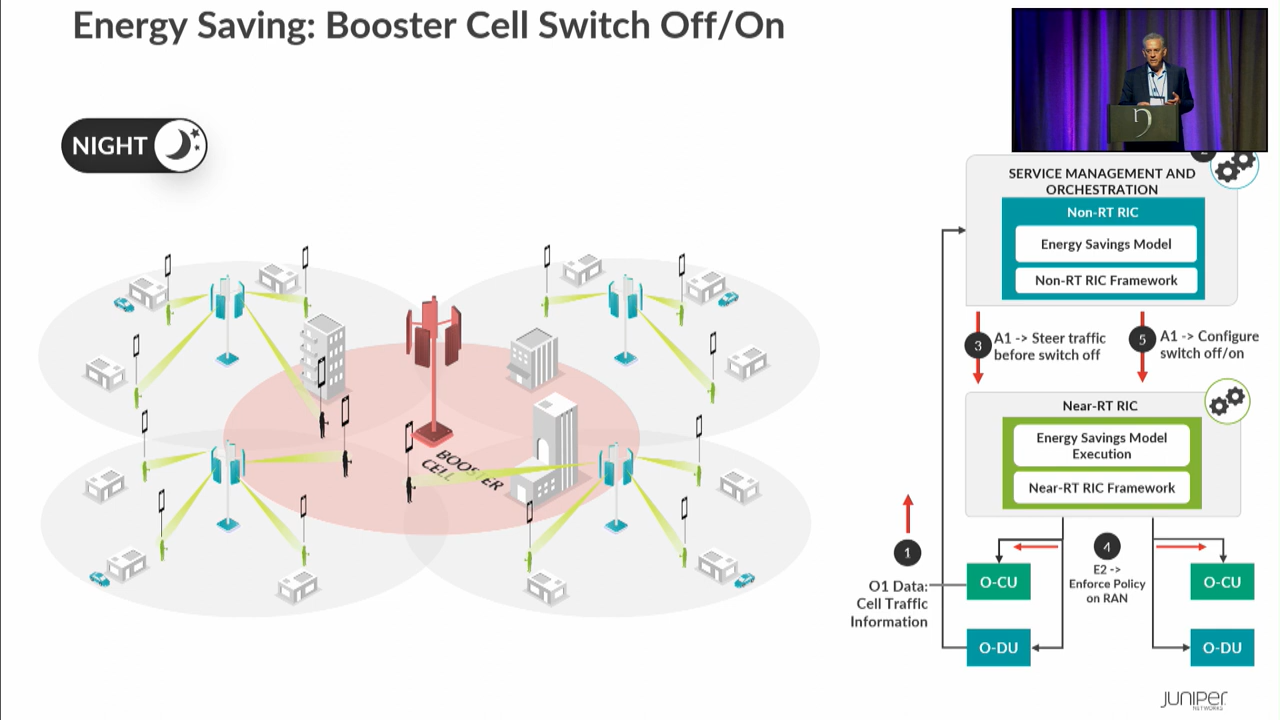 Energy Saving: Booster Cell Switch Off/On
NIGHT
BOOSTER
CELL
SERVICE MANAGEMENT AND
ORCHESTRATION
Non-RT RIC
Energy Savings Model
Non-RT RIC Framework
3
A1 -> Steer traffic
before switch off
5
A1 -> Configure
switch off/on
Near-RT RIC
Energy Savings Model
Execution
Near-RT RIC Framework
1
O1 Data:
Cell Traffic
Information
4
E2 ->
Enforce Policy
on RAN
O-CU
O-CU
O-DU
O-DU
JUNIPER
NETWORKS